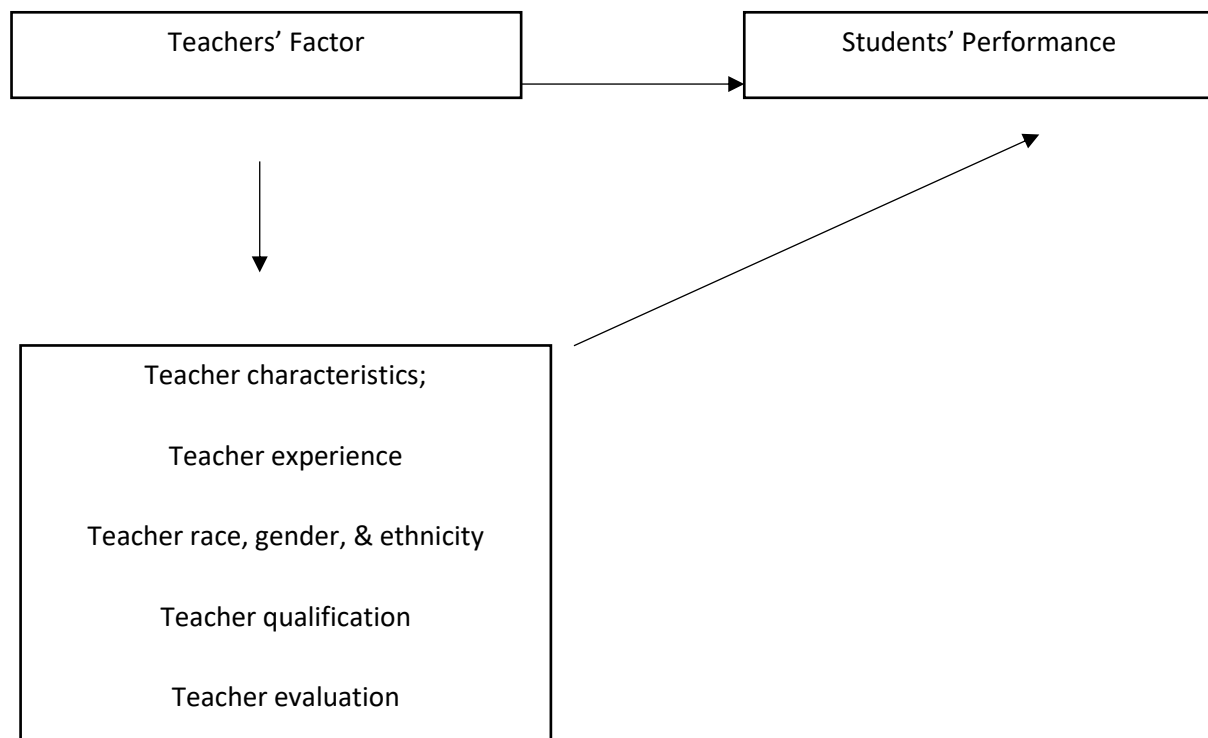 Teachers’ Factor
Students’ Performance
Teacher characteristics;
Teacher experience
Teacher race, gender, & ethnicity
Teacher qualification
Teacher evaluation